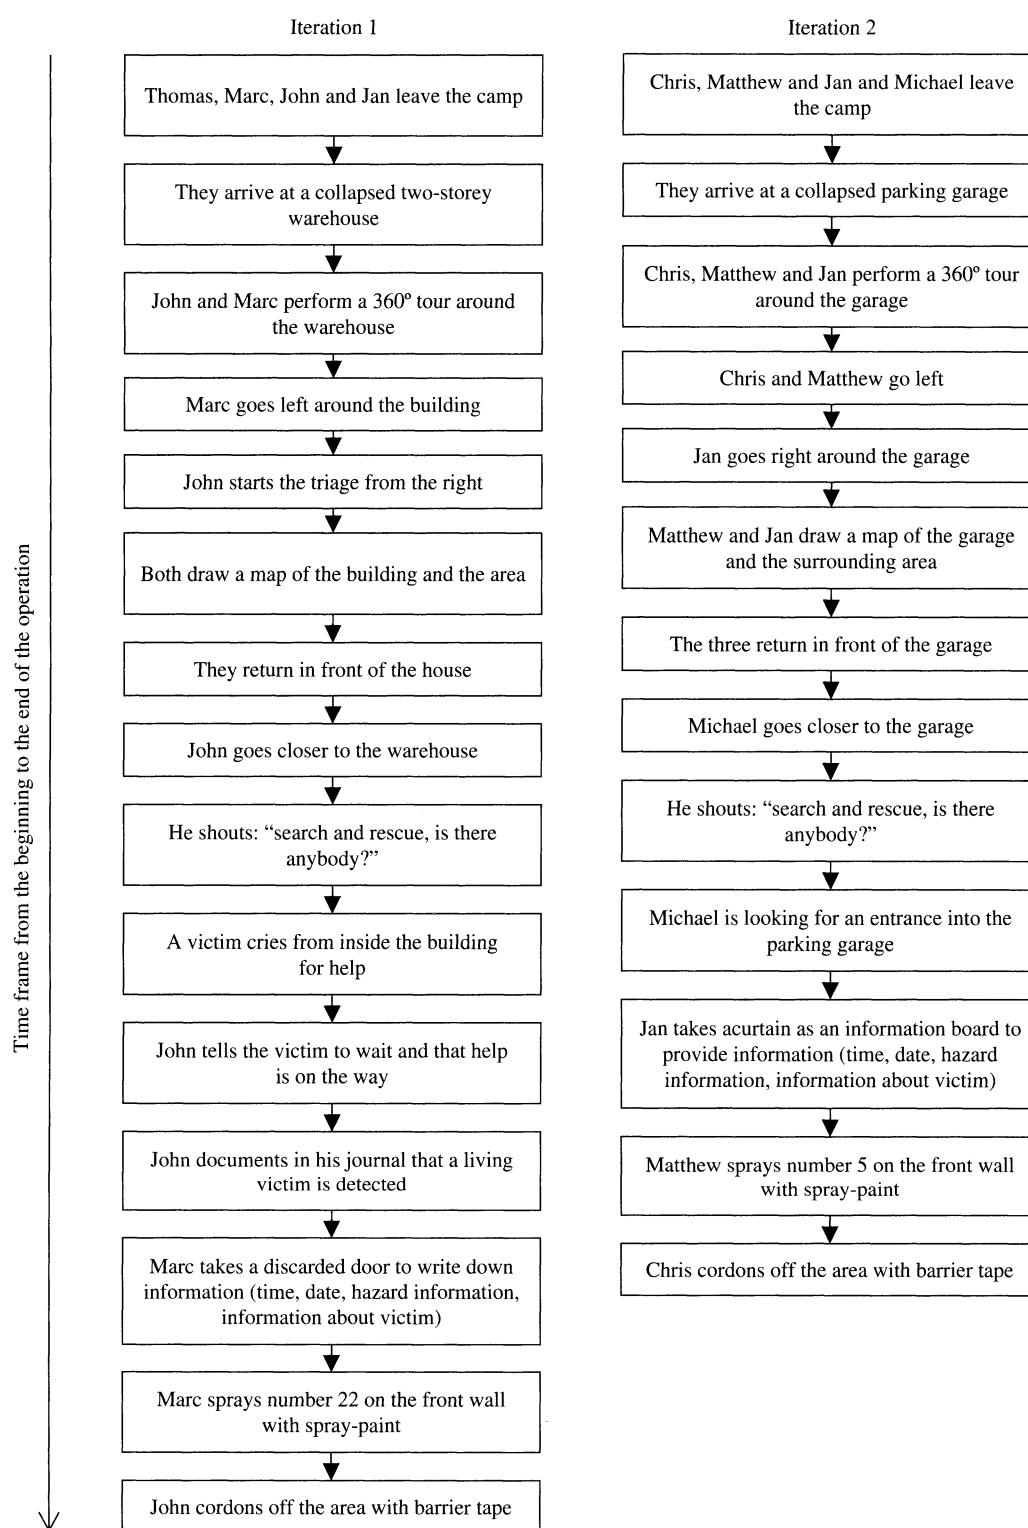 Iteration 1
Thomas, Marc, John and Jan leave the camp
They arrive at a collapsed two-storey
warehouse
John and Marc perform a 360º tour around
the warehouse
Marc goes left around the building
John starts the triage from the right
Both draw a map of the building and the area
They return in front of the house
John goes closer to the warehouse
He shouts: “search and rescue, is there
anybody?”
A victim cries from inside the building
for help
John tells the victim to wait and that help
is on the way
John documents in his journal that a living
victim is detected
Marc takes a discarded door to write down
information (time, date, hazard information,
information about victim)
Marc sprays number 22 on the front wall
with spray-paint
John cordons off the area with barrier tape
Iteration 2
Chris, Matthew and Jan and Michael leave
the camp
They arrive at a collapsed parking garage
Chris, Matthew and Jan perform a 360º tour
around the garage
Chris and Matthew go left
Jan goes right around the garage
Matthew and Jan draw a map of the garage
and the surrounding area
The three return in front of the garage
Michael goes closer to the garage
He shouts: “search and rescue, is there
anybody?”
Michael is looking for an entrance into the
parking garage
Jan takes acurtain as an information board to
provide information (time, date, hazard
information, information about victim)
Matthew sprays number 5 on the front wall
with spray-paint
Chris cordons off the area with barrier tape
Time frame from the beginning to the end of the operation